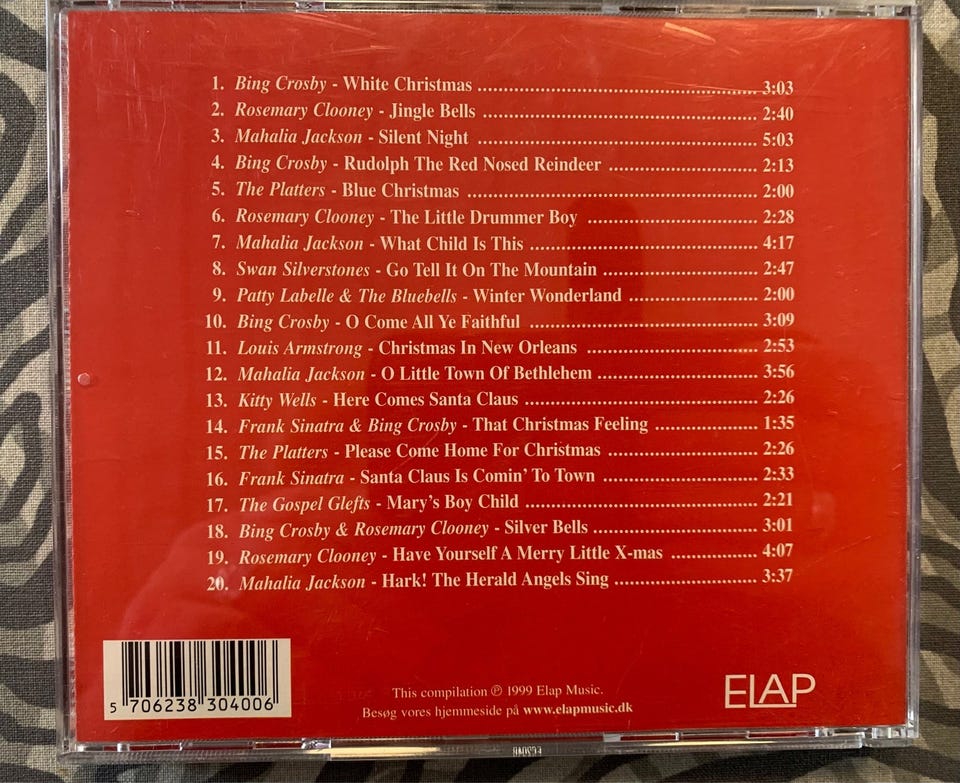 1. Bing Crosby - White Christmas ........ 3:03
2. Rosemary Clooney - Jingle Bells ........ 2:40
3. Mahalia Jackson - Silent Night ........ 5:03
4. Bing Crosby - Rudolph The Red Nosed Reindeer ........ 2:13
5. The Platters - Blue Christmas ........ 2:00
6. Rosemary Clooney - The Little Drummer Boy ........ 2:28
7. Mahalia Jackson - What Child Is This ........ 4:17
8. Swan Silverstones - Go Tell It On The Mountain ........ 2:47
9. Patty Labelle & The Bluebells - Winter Wonderland ........ 2:00
10. Bing Crosby - O Come All Ye Faithful ........ 3:09
11. Louis Armstrong - Christmas In New Orleans ........ 2:53
12. Mahalia Jackson - O Little Town Of Bethlehem ........ 3:56
13. Kitty Wells - Here Comes Santa Claus ........ 2:26
14. Frank Sinatra & Bing Crosby - That Christmas Feeling ........ 1:35
15. The Platters - Please Come Home For Christmas ........ 2:26
16. Frank Sinatra - Santa Claus Is Comin' To Town ........ 2:33
17. The Gospel Glefts - Mary's Boy Child ........ 2:21
18. Bing Crosby & Rosemary Clooney - Silver Bells ........ 3:01
19. Rosemary Clooney - Have Yourself A Merry Little X-mas ........ 4:07
20. Mahalia Jackson - Hark! The Herald Angels Sing ........ 3:37
5 706238 304006
This compilation ℗ 1999 Elap Music.
Besøg vores hjemmeside på www.elapmusic.dk
ELAP